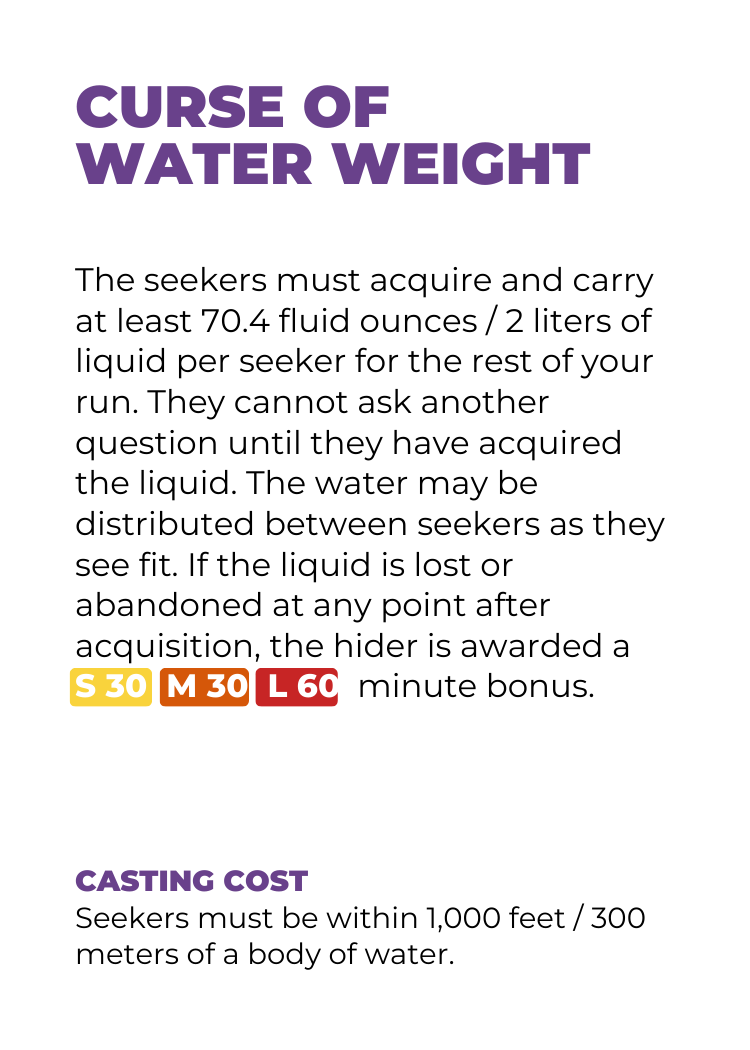 CURSE OF
WATER WEIGHT
The seekers must acquire and carry
at least 70.4 fluid ounces / 2 liters of
liquid per seeker for the rest of your
run. They cannot ask another
question until they have acquired
the liquid. The water may be
distributed between seekers as they
see fit. If the liquid is lost or
abandoned at any point after
acquisition, the hider is awarded a
S 30 M 30 L 60 minute bonus.
CASTING COST
Seekers must be within 1,000 feet / 300
meters of a body of water.